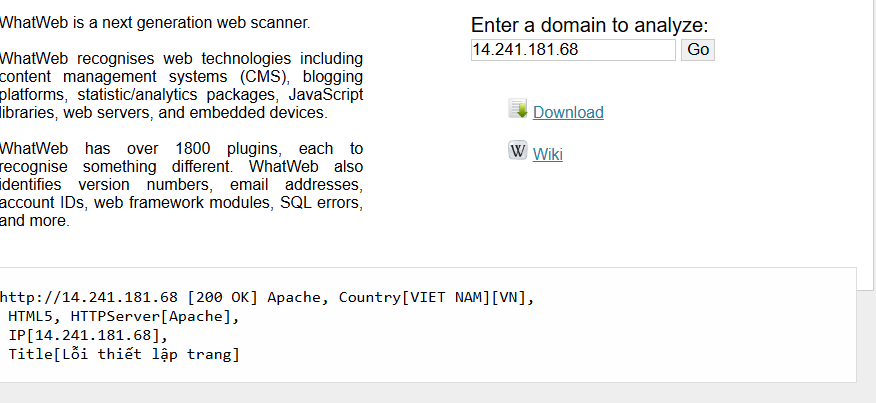 WhatWeb is a next generation web scanner.
WhatWeb recognises web technologies including
content management systems (CMS), blogging
platforms, statistic/analytics packages, JavaScript
libraries, web servers, and embedded devices.
WhatWeb has over 1800 plugins, each to
recognise something different. WhatWeb also
identifies version numbers, email addresses,
account IDs, web framework modules, SQL errors,
and more.
Enter a domain to analyze:
14.241.181.68 Go
Download
W Wiki
http://14.241.181.68 [200 OK] Apache, Country[VIET NAM][VN],
HTML5, HTTPServer[Apache],
IP[14.241.181.68],
Title[Lỗi thiết lập trang]